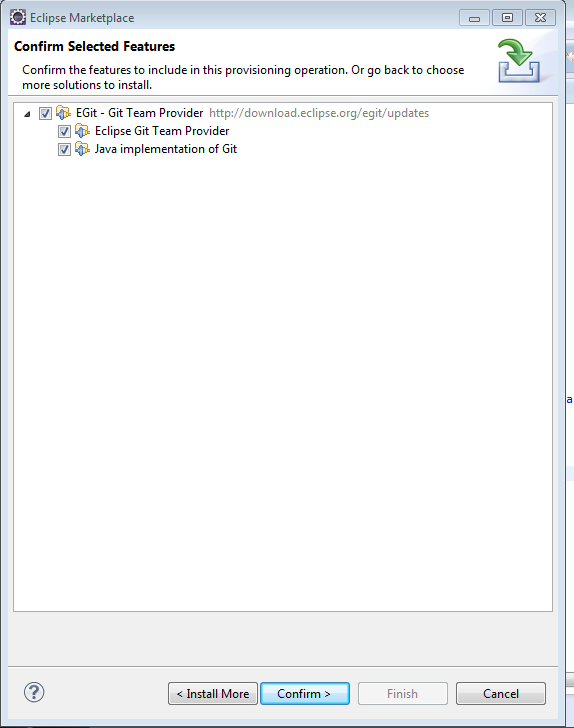 Eclipse Marketplace
Confirm Selected Features
Confirm the features to include in this provisioning operation. Or go back to choose
more solutions to install.
EGit - Git Team Provider http://download.eclipse.org/egit/updates
Eclipse Git Team Provider
Java implementation of Git
a
?
< Install More Confirm > Finish Cancel